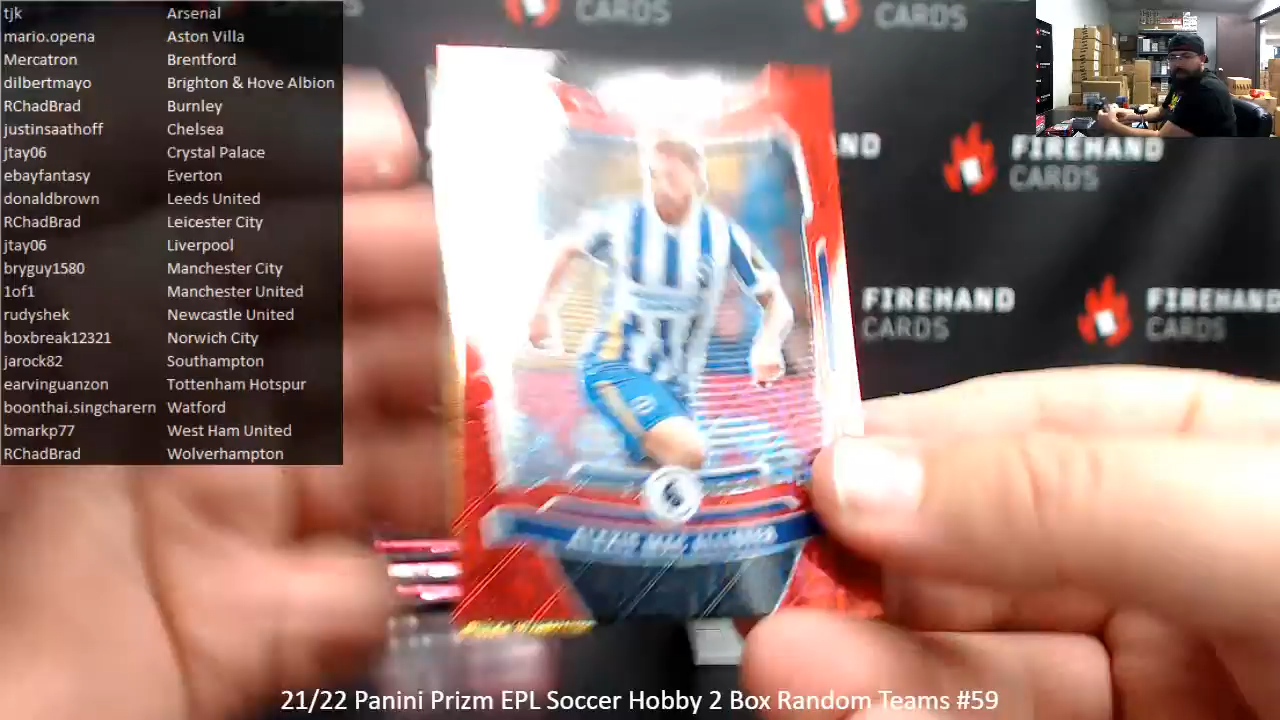 tjk Arsenal
mario.opena Aston Villa
Mercatron Brentford
dilbertmayo Brighton & Hove Albion
RChadBrad Burnley
justinsaathoff Chelsea
jtay06 Crystal Palace
ebayfantasy Everton
donaldbrown Leeds United
RChadBrad Leicester City
jtay06 Liverpool
bryguy1580 Manchester City
1of1 Manchester United
rudyshek Newcastle United
boxbreak12321 Norwich City
jarock82 Southampton
earvinguanzon Tottenham Hotspur
boonthai.singcharern Watford
bmarkp77 West Ham United
RChadBrad Wolverhampton
CARDS
CARDS
FIREHAND
CARDS
FIREHAND
CARDS
FIREHAND
CARDS
21/22 Panini Prizm EPL Soccer Hobby 2 Box Random Teams #59